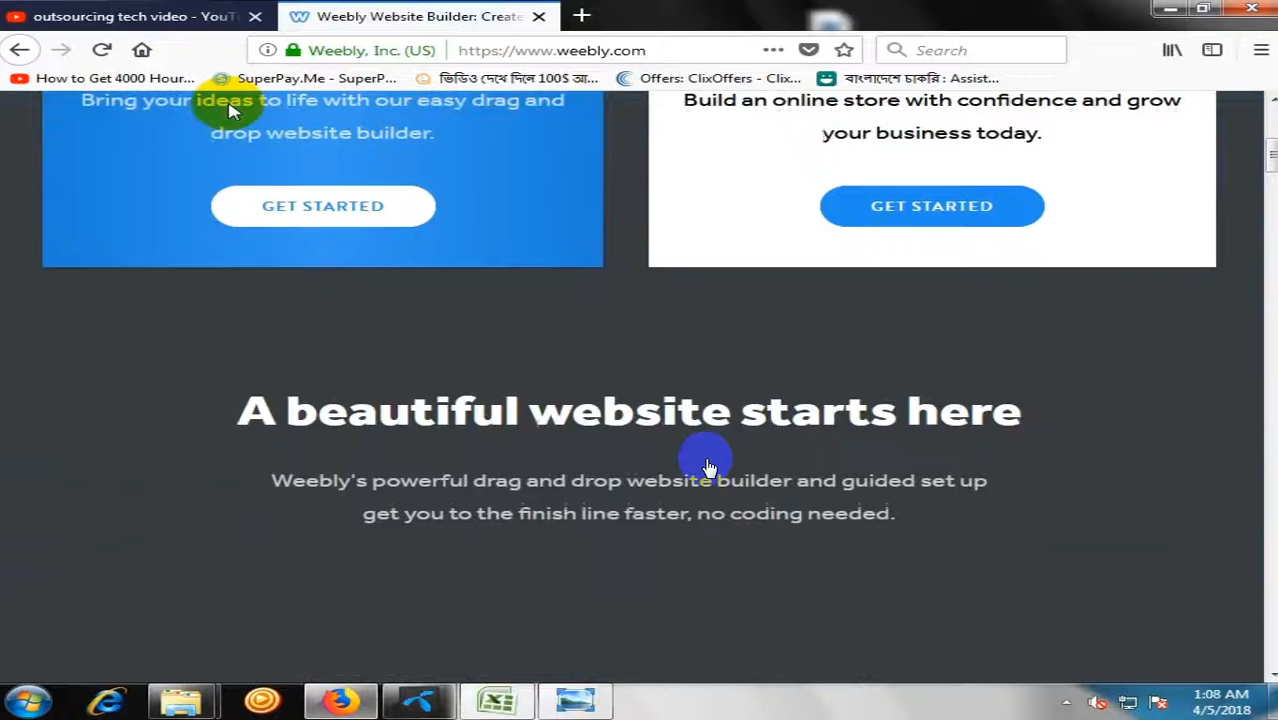 outsourcing tech video - YouT
Weebly Website Builder: Create
Weebly, Inc. (US)
https://www.weebly.com
Search
How to Get 4000 Hour...
SuperPay.Me - SuperP...
ভিডিও দেখে দিনে 100$ আ...
Offers: ClixOffers - Clix...
বাংলাদেশে চাকরি : Assist...
Bring your ideas to life with our easy drag and
drop website builder.
GET STARTED
Build an online store with confidence and grow
your business today.
GET STARTED
A beautiful website starts here
Weebly's powerful drag and drop website builder and guided set up
get you to the finish line faster, no coding needed.
1:08 AM
4/5/2018